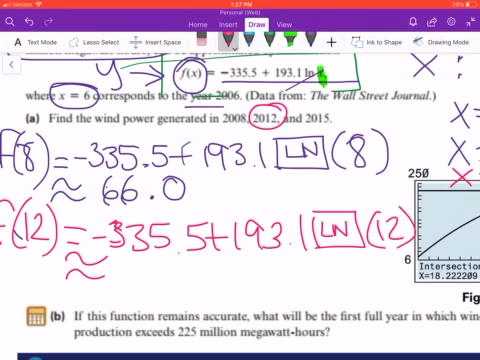 1:27 PM
28%
Personal (Web)
Home Insert Draw View
A Text Mode Lasso Select Insert Space Ink to Shape Drawing Mode
y → f(x) = −335.5 + 193.1 ln
where x = 6 corresponds to the year 2006. (Data from: The Wall Street Journal.)
(a) Find the wind power generated in 2008, 2012, and 2015.
f(8) = -335.5+193.1 LN (8)
≈ 66.0
(12) = -335.5+193.1 LN (12)
≈
X
X=
X=
X
250
6
Intersection
X=18.222209
Fig
(b) If this function remains accurate, what will be the first full year in which win
production exceeds 225 million megawatt-hours?